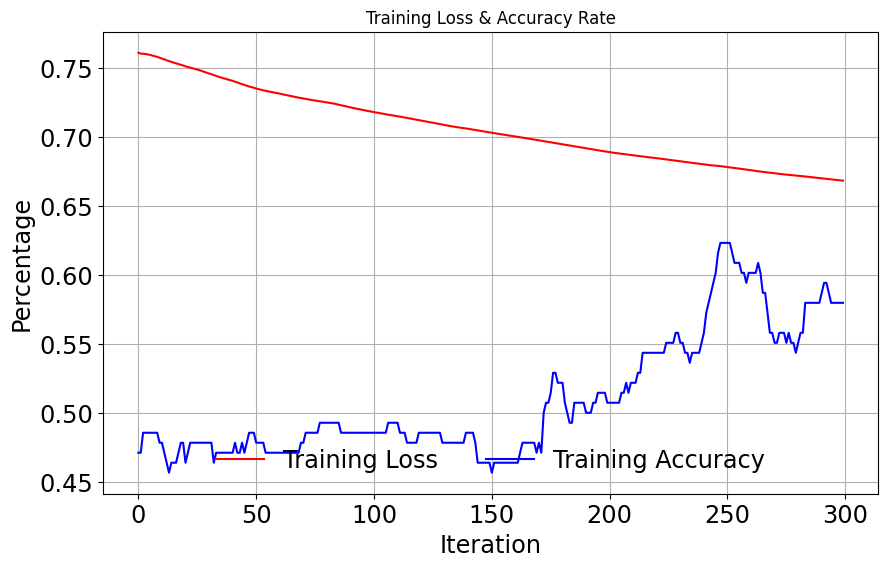 Training Loss & Accuracy Rate
Percentage
0.75
0.70
0.65
0.60
0.55
0.50
0.45
Training Loss Training Accuracy
0 50 100 150 200 250 300
Iteration